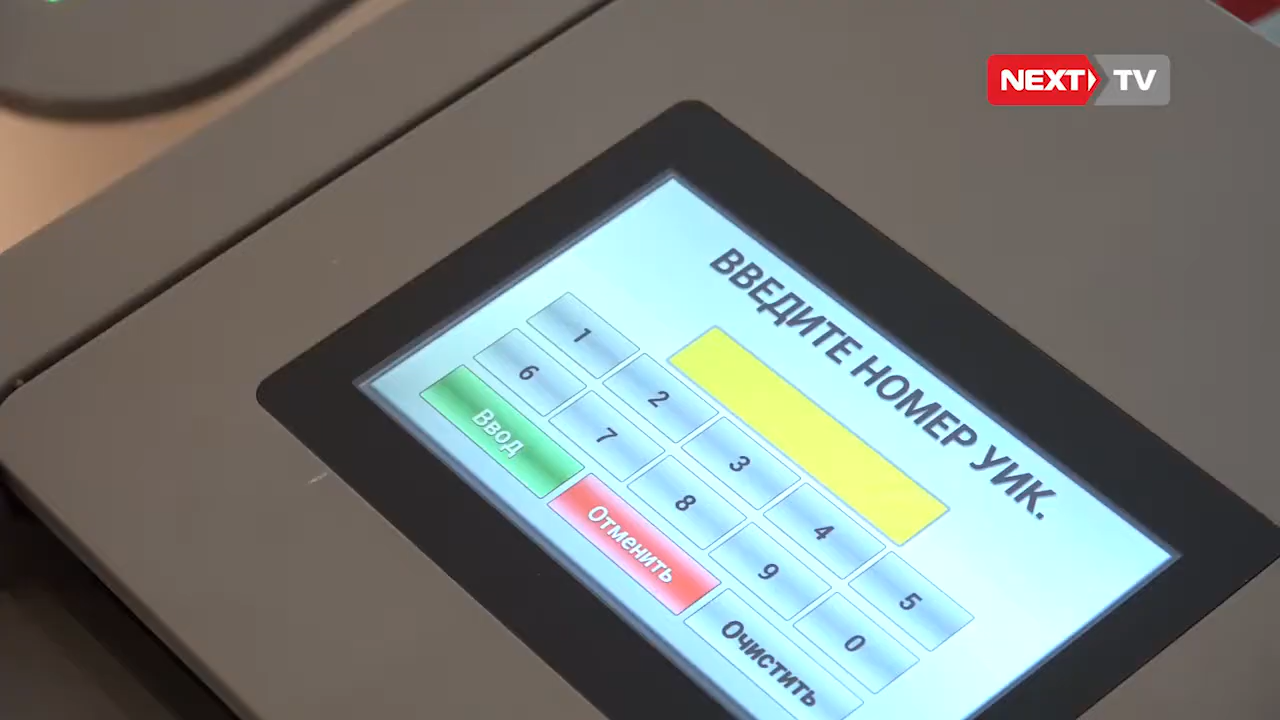 NEXT TV
ВВЕДИТЕ НОМЕР УИК.
1 2 3 4 5
6 7 8 9 0
Ввод Отменить Очистить